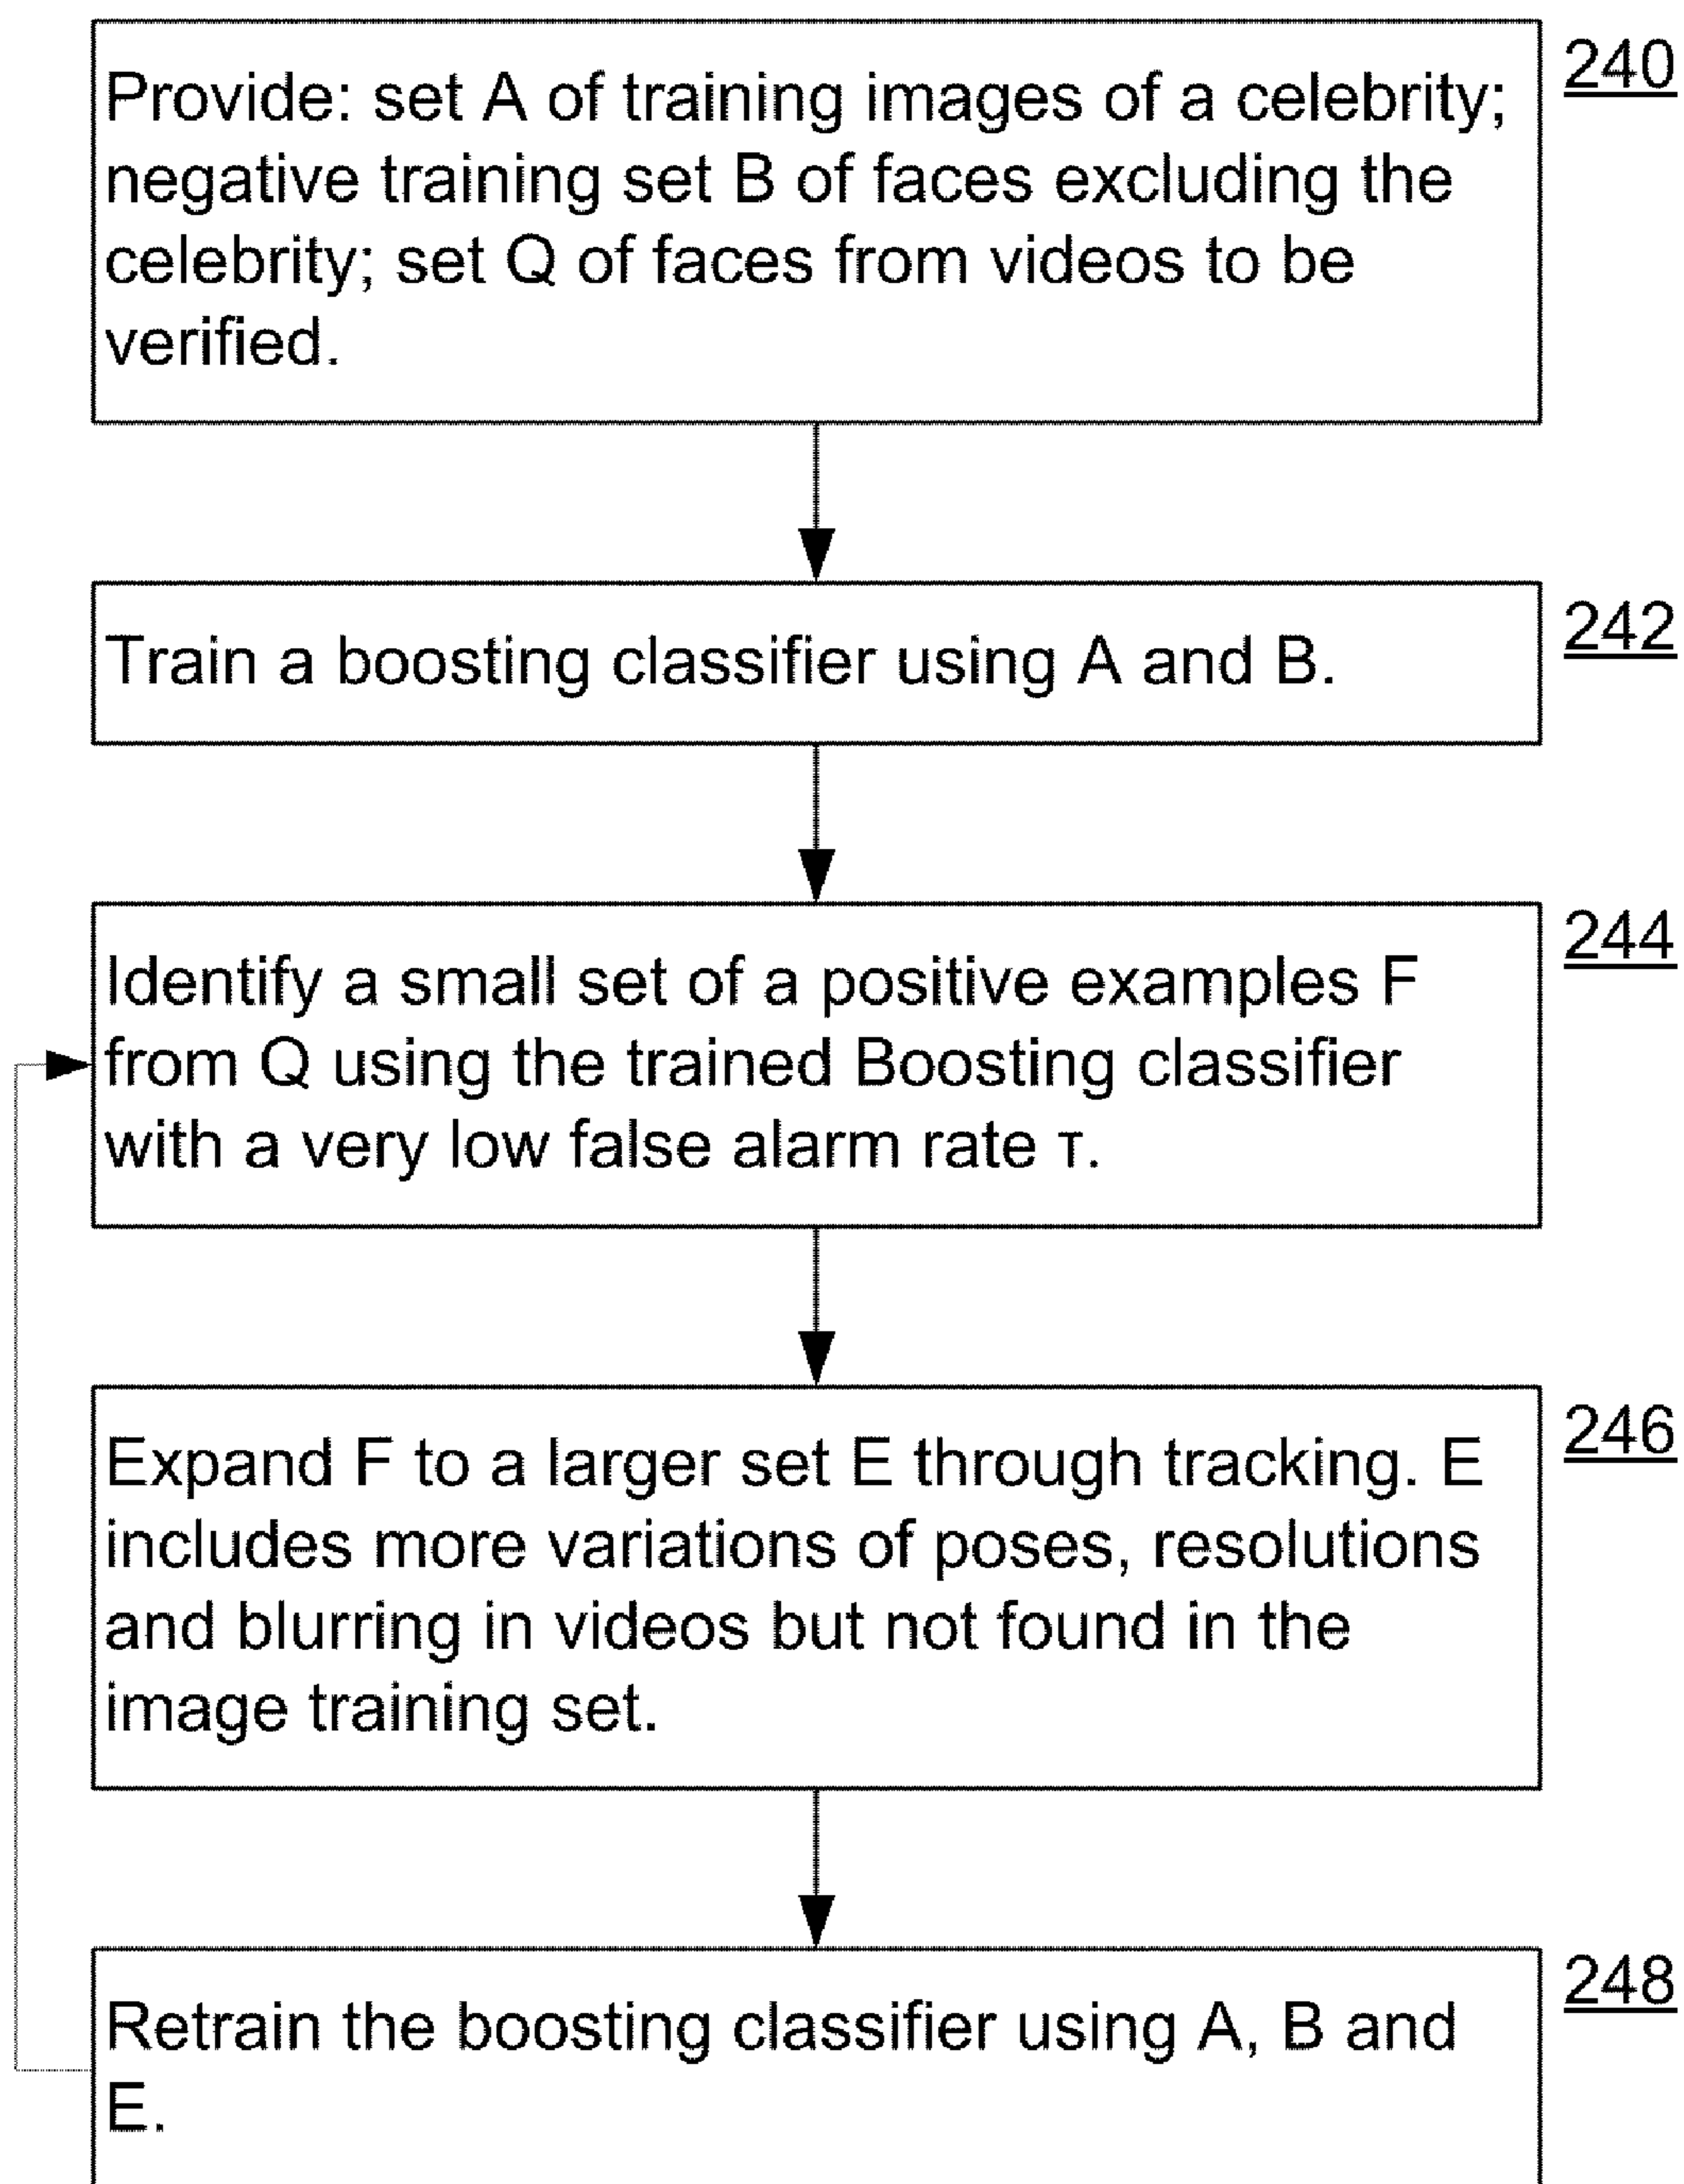 Provide: set A of training images of a celebrity;
negative training set B of faces excluding the
celebrity; set Q of faces from videos to be
verified.
240
Train a boosting classifier using A and B.
242
Identify a small set of a positive examples F
from Q using the trained Boosting classifier
with a very low false alarm rate τ.
244
Expand F to a larger set E through tracking. E
includes more variations of poses, resolutions
and blurring in videos but not found in the
image training set.
246
Retrain the boosting classifier using A, B and
E.
248